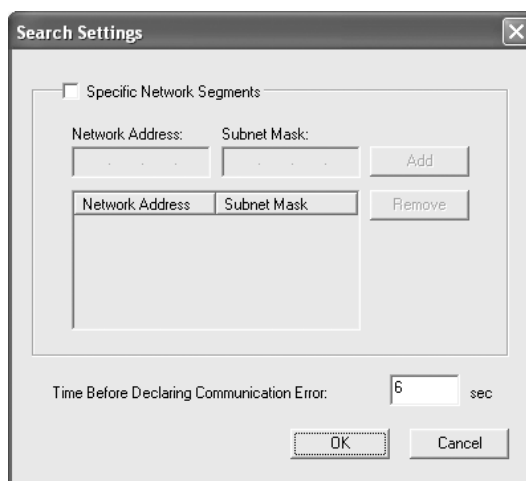 Search Settings
Specific Network Segments
Network Address: Subnet Mask:
. . . . . . Add
Network Address Subnet Mask Remove
Time Before Declaring Communication Error: 6 sec
OK Cancel